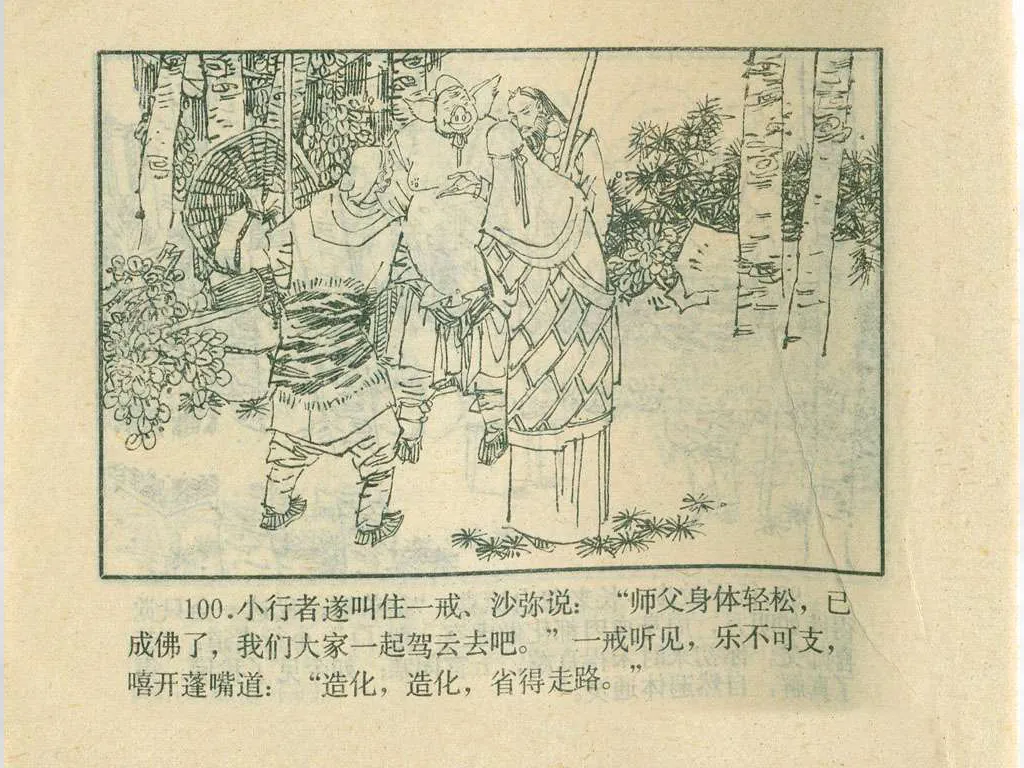 100.小行者遂叫住一戒、沙弥说：“师父身体轻松，已
成佛了，我们大家一起驾云去吧。”一戒听见，乐不可支，
嘻开蓬嘴道：“造化，造化，省得走路。”